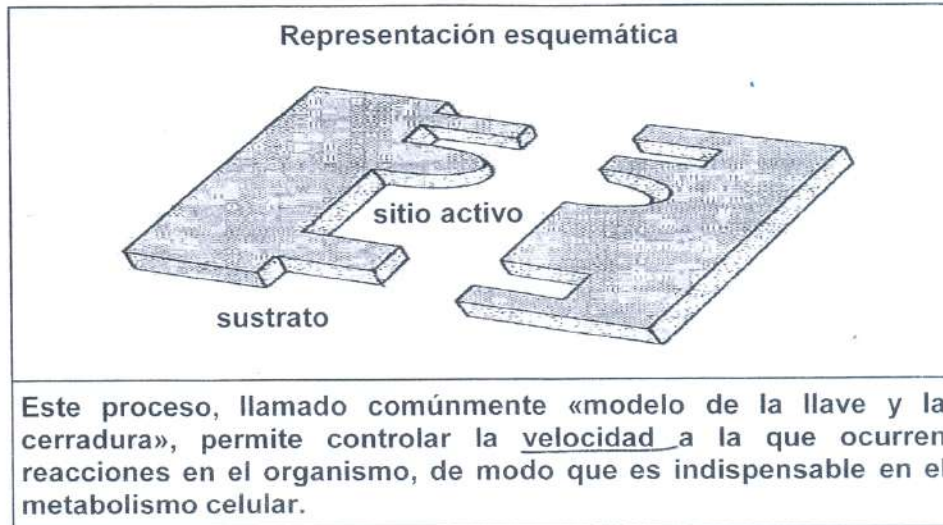 Representación esquemática
sitio activo
sustrato
Este proceso, llamado comúnmente «modelo de la llave y la
cerradura», permite controlar la velocidad a la que ocurren
reacciones en el organismo, de modo que es indispensable en el
metabolismo celular.